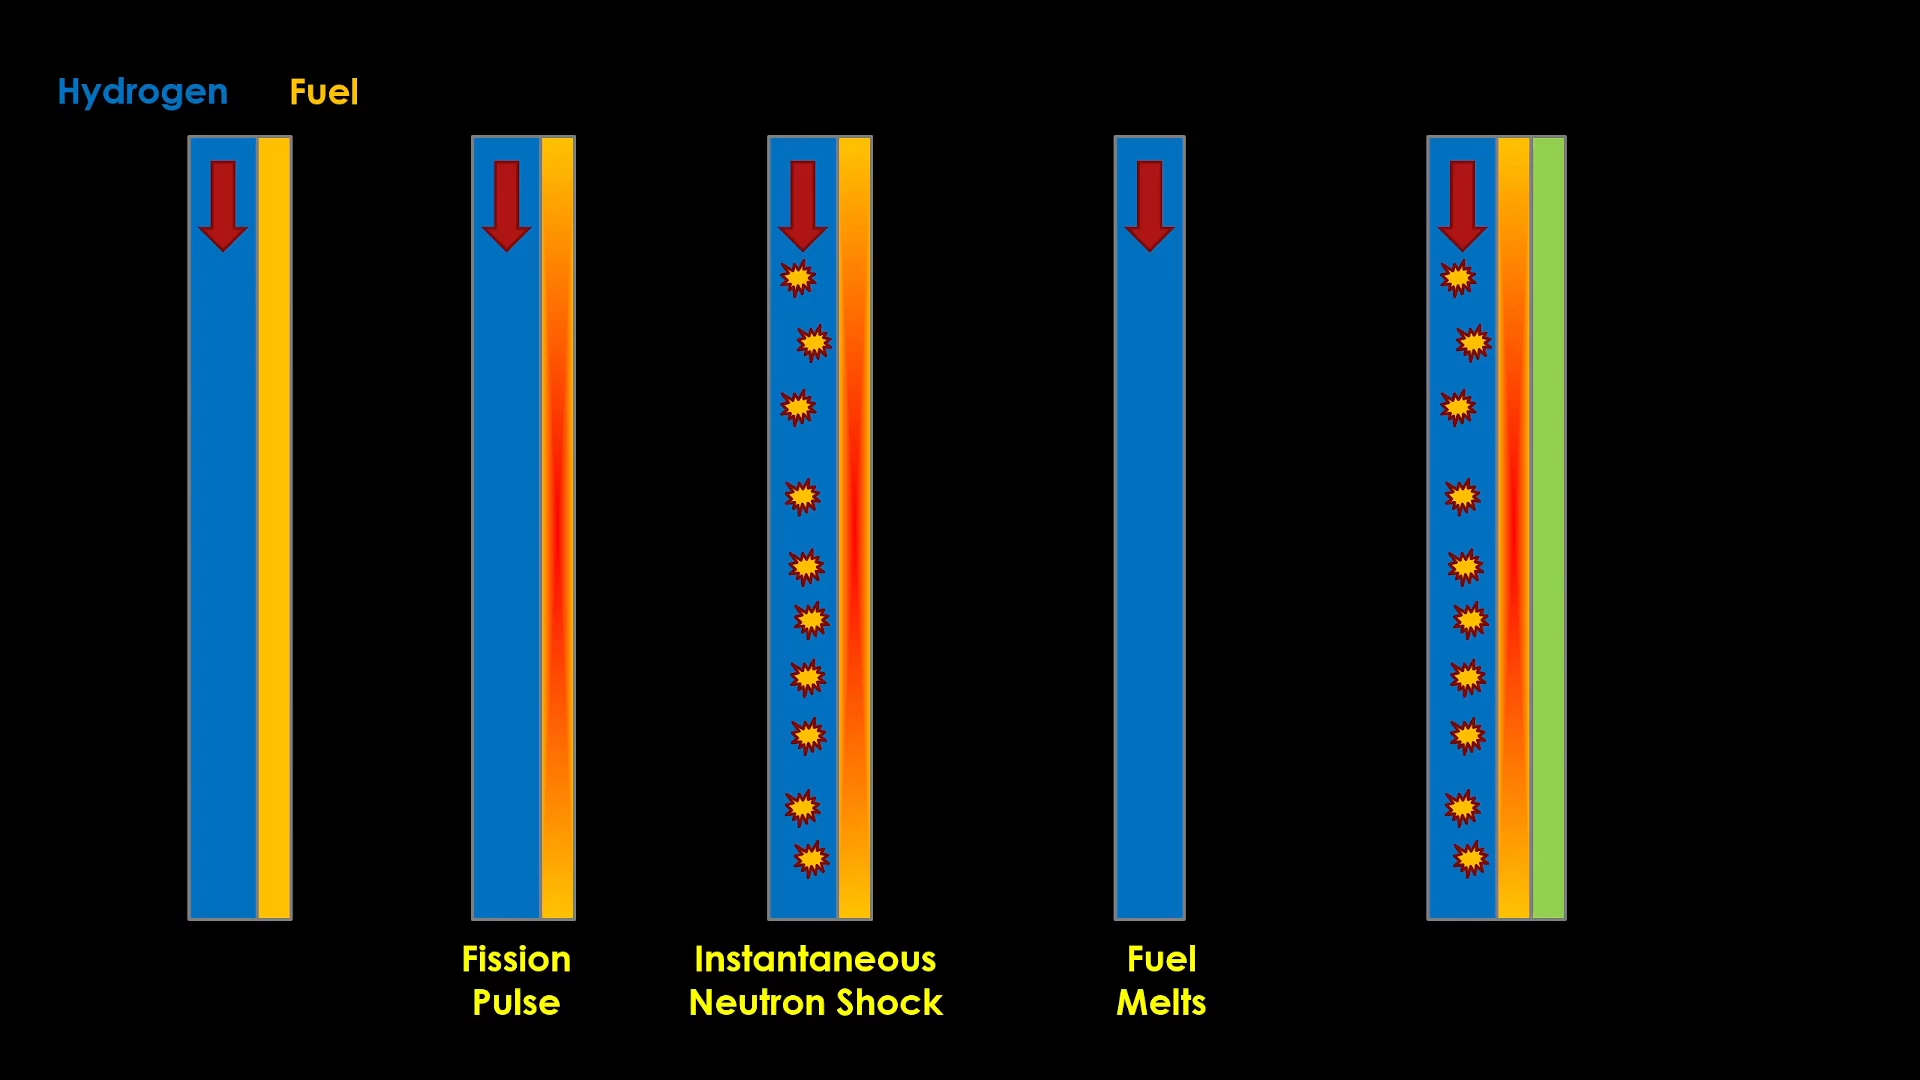 Hydrogen Fuel
Fission
Pulse
Instantaneous
Neutron Shock
Fuel
Melts